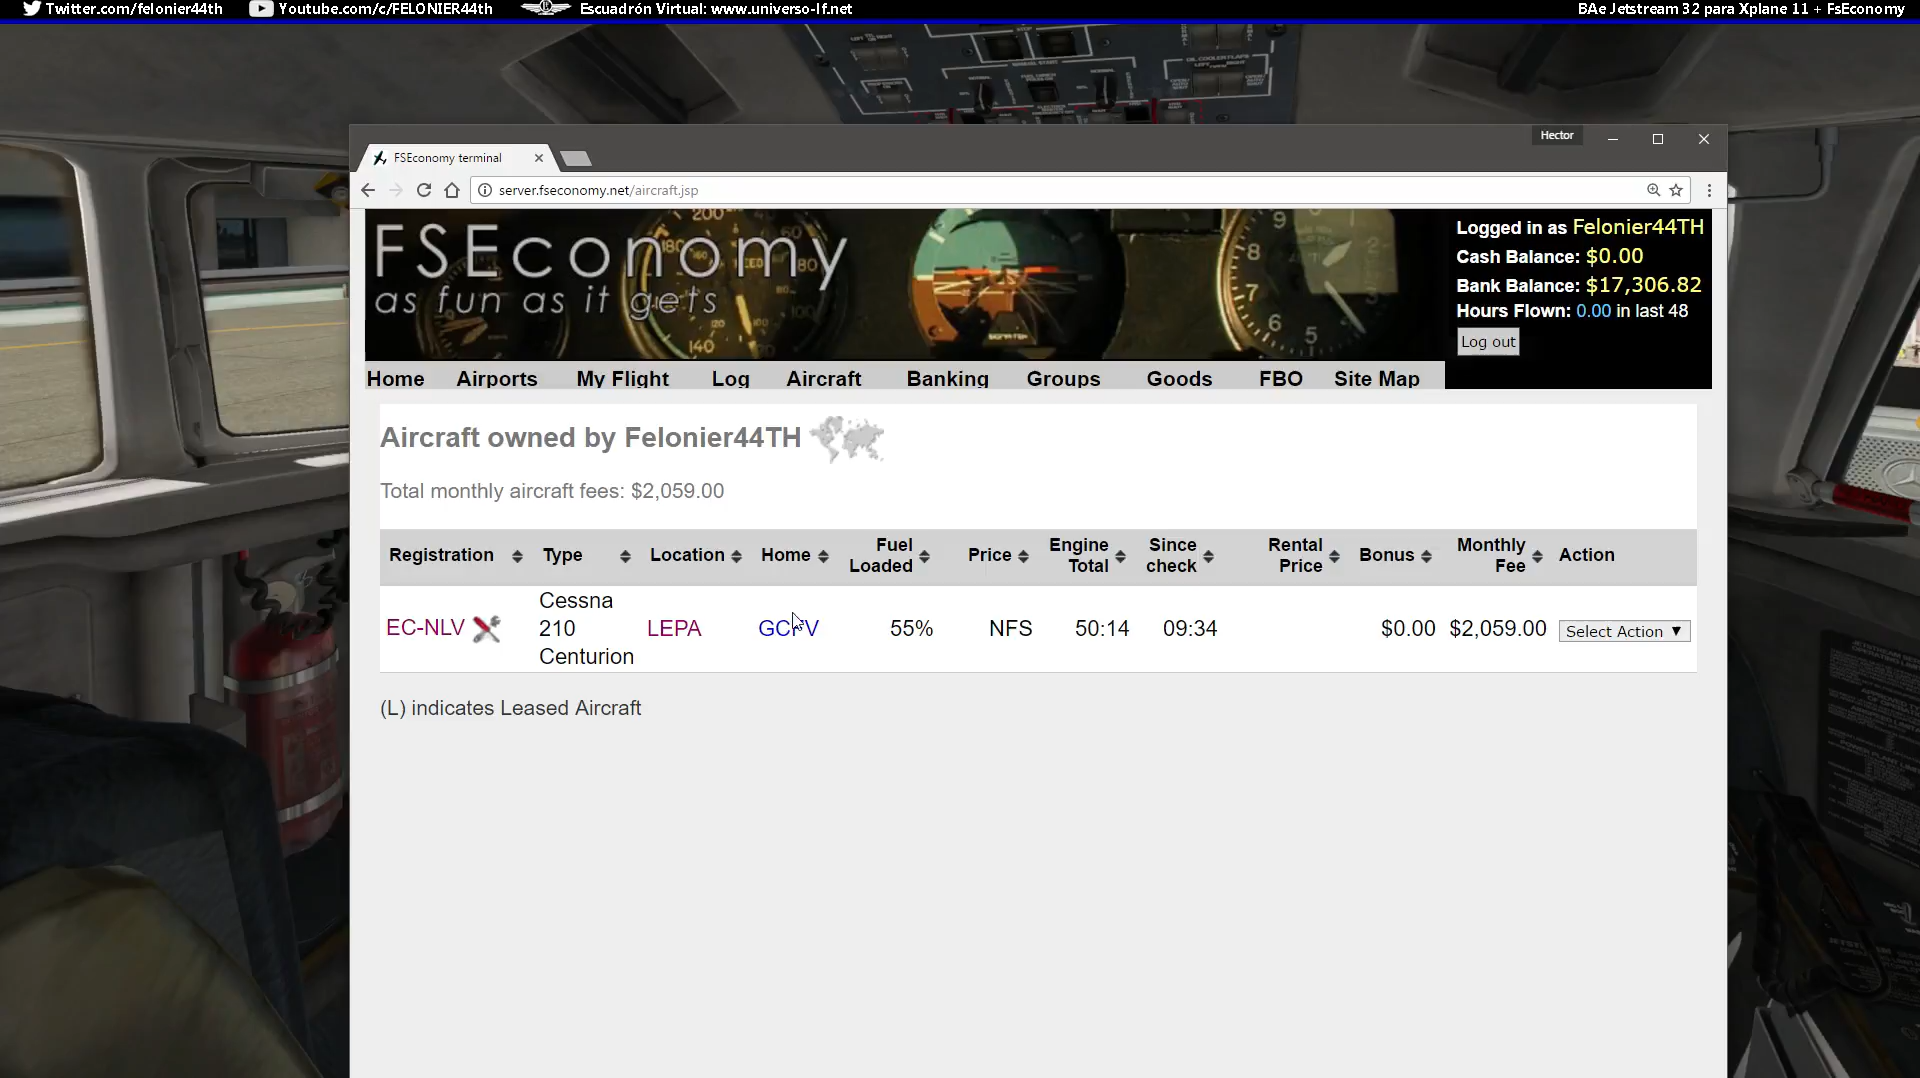 Twitter.com/felonier44th Youtube.com/c/FELONIER44th Escuadrón Virtual: www.universo-lf.net BAe Jetstream 32 para Xplane 11 + FsEconomy
Hector
FSEconomy terminal
server.fseconomy.net/aircraft.jsp
FSEconomy
as fun as it gets
Logged in as Felonier44TH
Cash Balance: $0.00
Bank Balance: $17,306.82
Hours Flown: 0.00 in last 48
Log out
Home Airports My Flight Log Aircraft Banking Groups Goods FBO Site Map
Aircraft owned by Felonier44TH
Total monthly aircraft fees: $2,059.00
Registration Type Location Home Fuel Loaded Price Engine Total Since check Rental Price Bonus Monthly Fee Action
EC-NLV Cessna 210 Centurion LEPA GCFV 55% NFS 50:14 09:34 $0.00 $2,059.00 Select Action ▼
(L) indicates Leased Aircraft